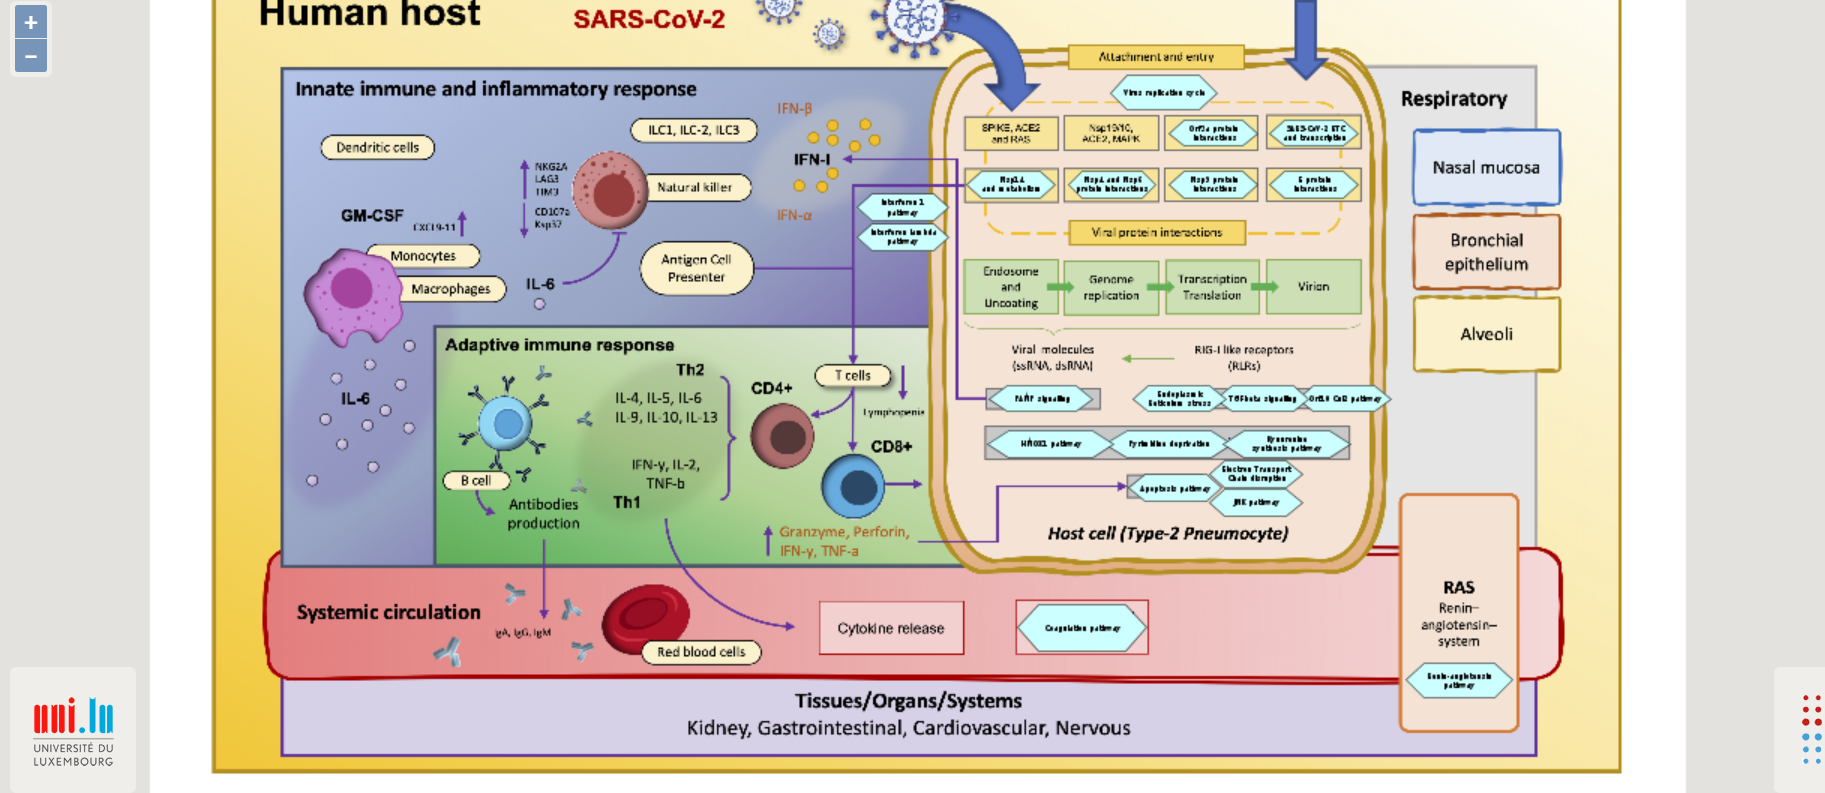 +
−
Human host
SARS-CoV-2
Attachment and entry
Virus replication cycle
Innate immune and inflammatory response
Respiratory
IFN-β
ILC1, ILC-2, ILC3
Dendritic cells
SPIKE, ACE2
and RAS
ACE2, MAPK
Orf3a protein
interactions
SARS-CoV-2 RTC
and transcription
IFN-I
NKG2A
LAG3
TIM3
Natural killer
Nsp14
and metabolism
Nsp4 and Nsp6
protein interactions
Nsp9 protein
interactions
E protein
interactions
Nasal mucosa
CD107a
Ksp37
GM-CSF
CXCL9-11
IFN-α
Interferon 1
pathway
Interferon lambda
pathway
Viral protein interactions
Monocytes
Antigen Cell
Presenter
Macrophages
IL-6
Bronchial
epithelium
Endosome
and
Uncoating
Genome
replication
Transcription
Translation
Virion
Alveoli
Adaptive immune response
Th2
Viral molecules
(ssRNA, dsRNA)
RIG-I like receptors
(RLRs)
T cells
CD4+
IL-4, IL-5, IL-6
IL-9, IL-10, IL-13
IL-6
Lymphopenia
PAMP signalling
Endoplasmic
Reticulum stress
TGFbeta signalling
pathway
CD8+
HMOX1 pathway
Pyrimidine deprivation
Kynurenine
synthesis pathway
IFN-y, IL-2,
TNF-b
Th1
B cell
Antibodies
production
Apoptosis pathway
Electron Transport
Chain disruption
JNK pathway
Granzyme, Perforin,
IFN-y, TNF-a
Host cell (Type-2 Pneumocyte)
Systemic circulation
IgA, IgG, IgM
Red blood cells
Cytokine release
Coagulation pathway
RAS
Renin–
angiotensin–
system
Renin-angiotensin
pathway
Tissues/Organs/Systems
Kidney, Gastrointestinal, Cardiovascular, Nervous
uni.lu
UNIVERSITÉ DU
LUXEMBOURG